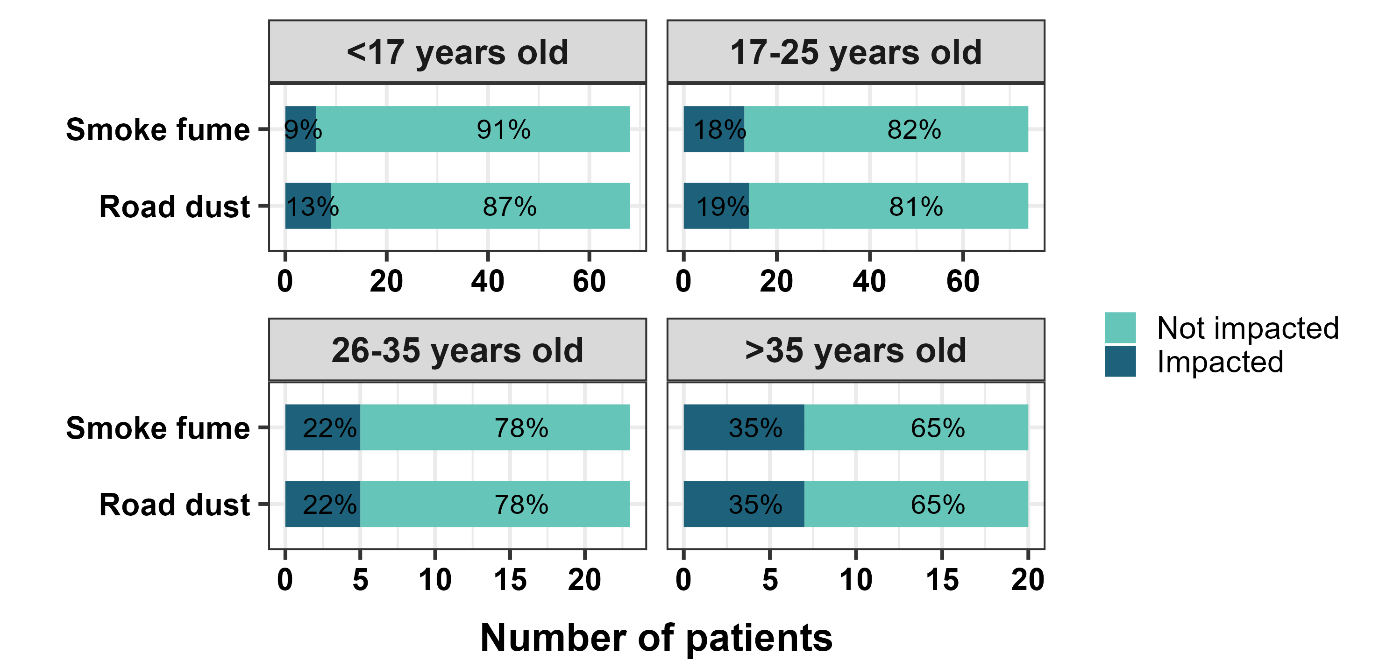 <17 years old 17-25 years old
Smoke fume 9% 91% 18% 82%
Road dust 13% 87% 19% 81%
0 20 40 60 0 20 40 60
26-35 years old >35 years old
Smoke fume 22% 78% 35% 65%
Road dust 22% 78% 35% 65%
0 5 10 15 20 0 5 10 15 20
Number of patients
Not impacted
Impacted